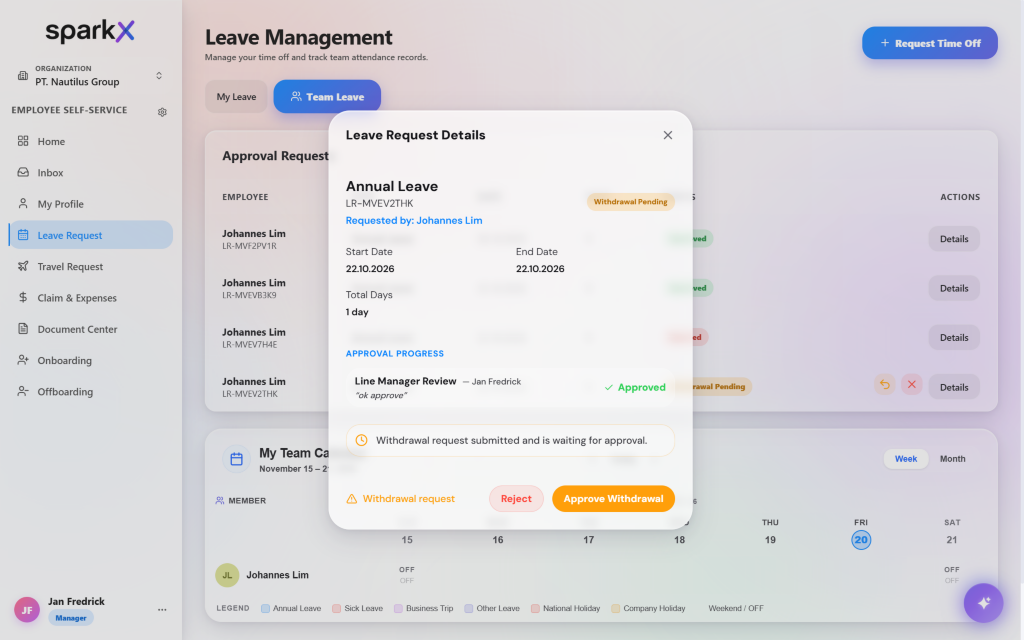 sparkX
ORGANIZATION
PT. Nautilus Group
EMPLOYEE SELF-SERVICE
Home
Inbox
My Profile
Leave Request
Travel Request
Claim & Expenses
Document Center
Onboarding
Offboarding
JF
Jan Fredrick
Manager
Leave Management
Manage your time off and track team attendance records.
Request Time Off
My Leave
Team Leave
Approval Request
EMPLOYEE
ACTIONS
Johannes Lim
LR-MVF2PV1R
Details
Johannes Lim
LR-MVEVB3K9
Details
Johannes Lim
LR-MVEV7H4E
Details
Johannes Lim
LR-MVEV2THK
Details
Leave Request Details
Annual Leave
LR-MVEV2THK
Withdrawal Pending
Requested by: Johannes Lim
Start Date
End Date
22.10.2026
22.10.2026
Total Days
1 day
APPROVAL PROGRESS
Line Manager Review — Jan Fredrick
Approved
"ok approve"
Withdrawal request submitted and is waiting for approval.
Withdrawal request
Reject
Approve Withdrawal
My Team Ca
November 15 – 2
Week
Month
MEMBER
THU
FRI
SAT
15
16
17
18
19
20
21
JL
Johannes Lim
OFF
OFF
OFF
OFF
LEGEND
Annual Leave
Sick Leave
Business Trip
Other Leave
National Holiday
Company Holiday
Weekend / OFF